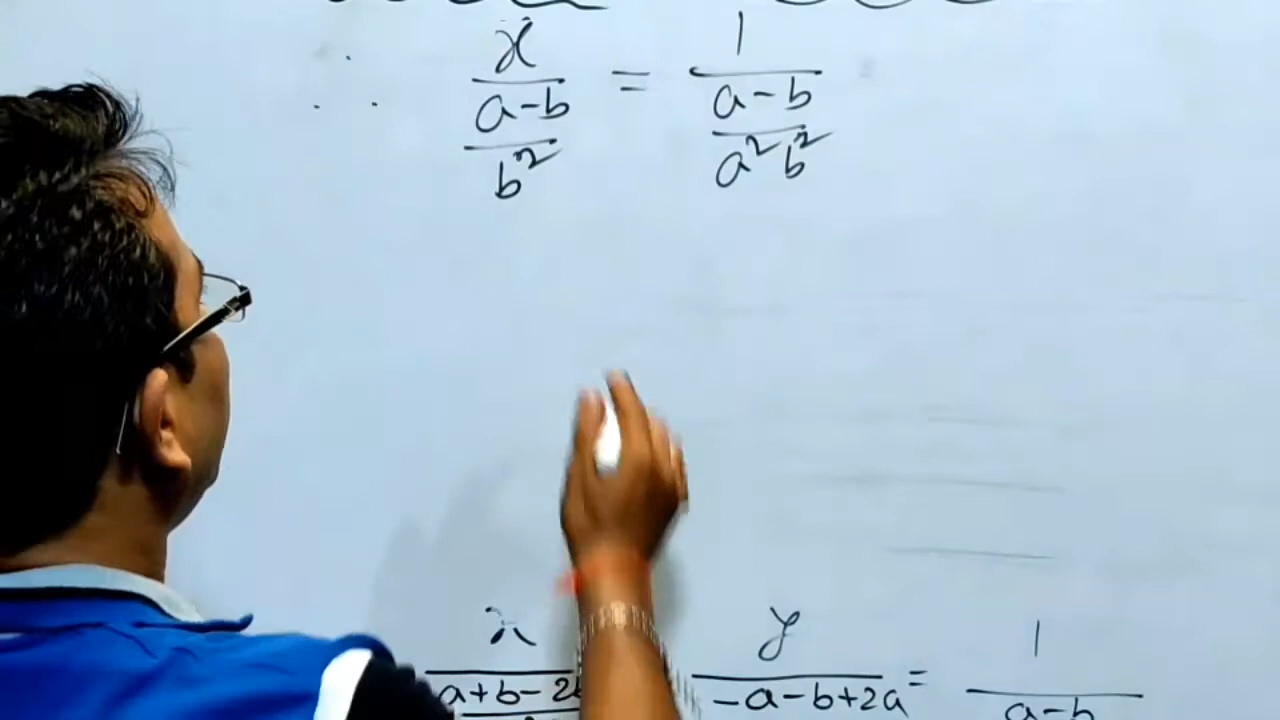 x/((a-b)/b²) = 1/((a-b)/(a²b²))
x/(a+b-2 y/(-a-b+2a) = 1/(a-b)